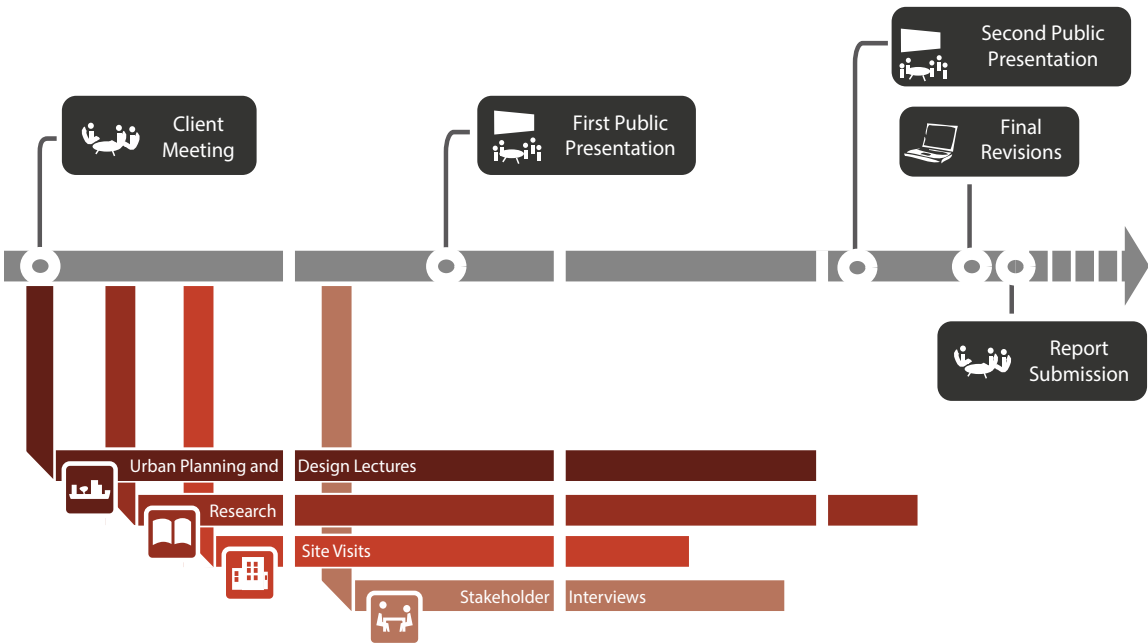 Second Public
Presentation
Client
Meeting
First Public
Presentation
Final
Revisions
Report
Submission
Urban Planning and Design Lectures
Research
Site Visits
Stakeholder Interviews